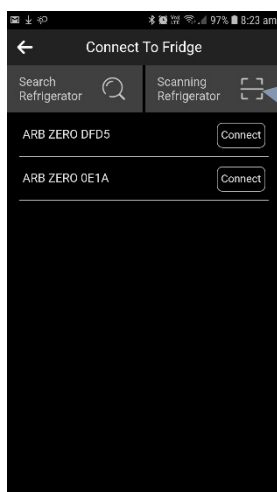 97% 8:23 am
Connect To Fridge
Search
Refrigerator
Scanning
Refrigerator
ARB ZERO DFD5
Connect
ARB ZERO 0E1A
Connect